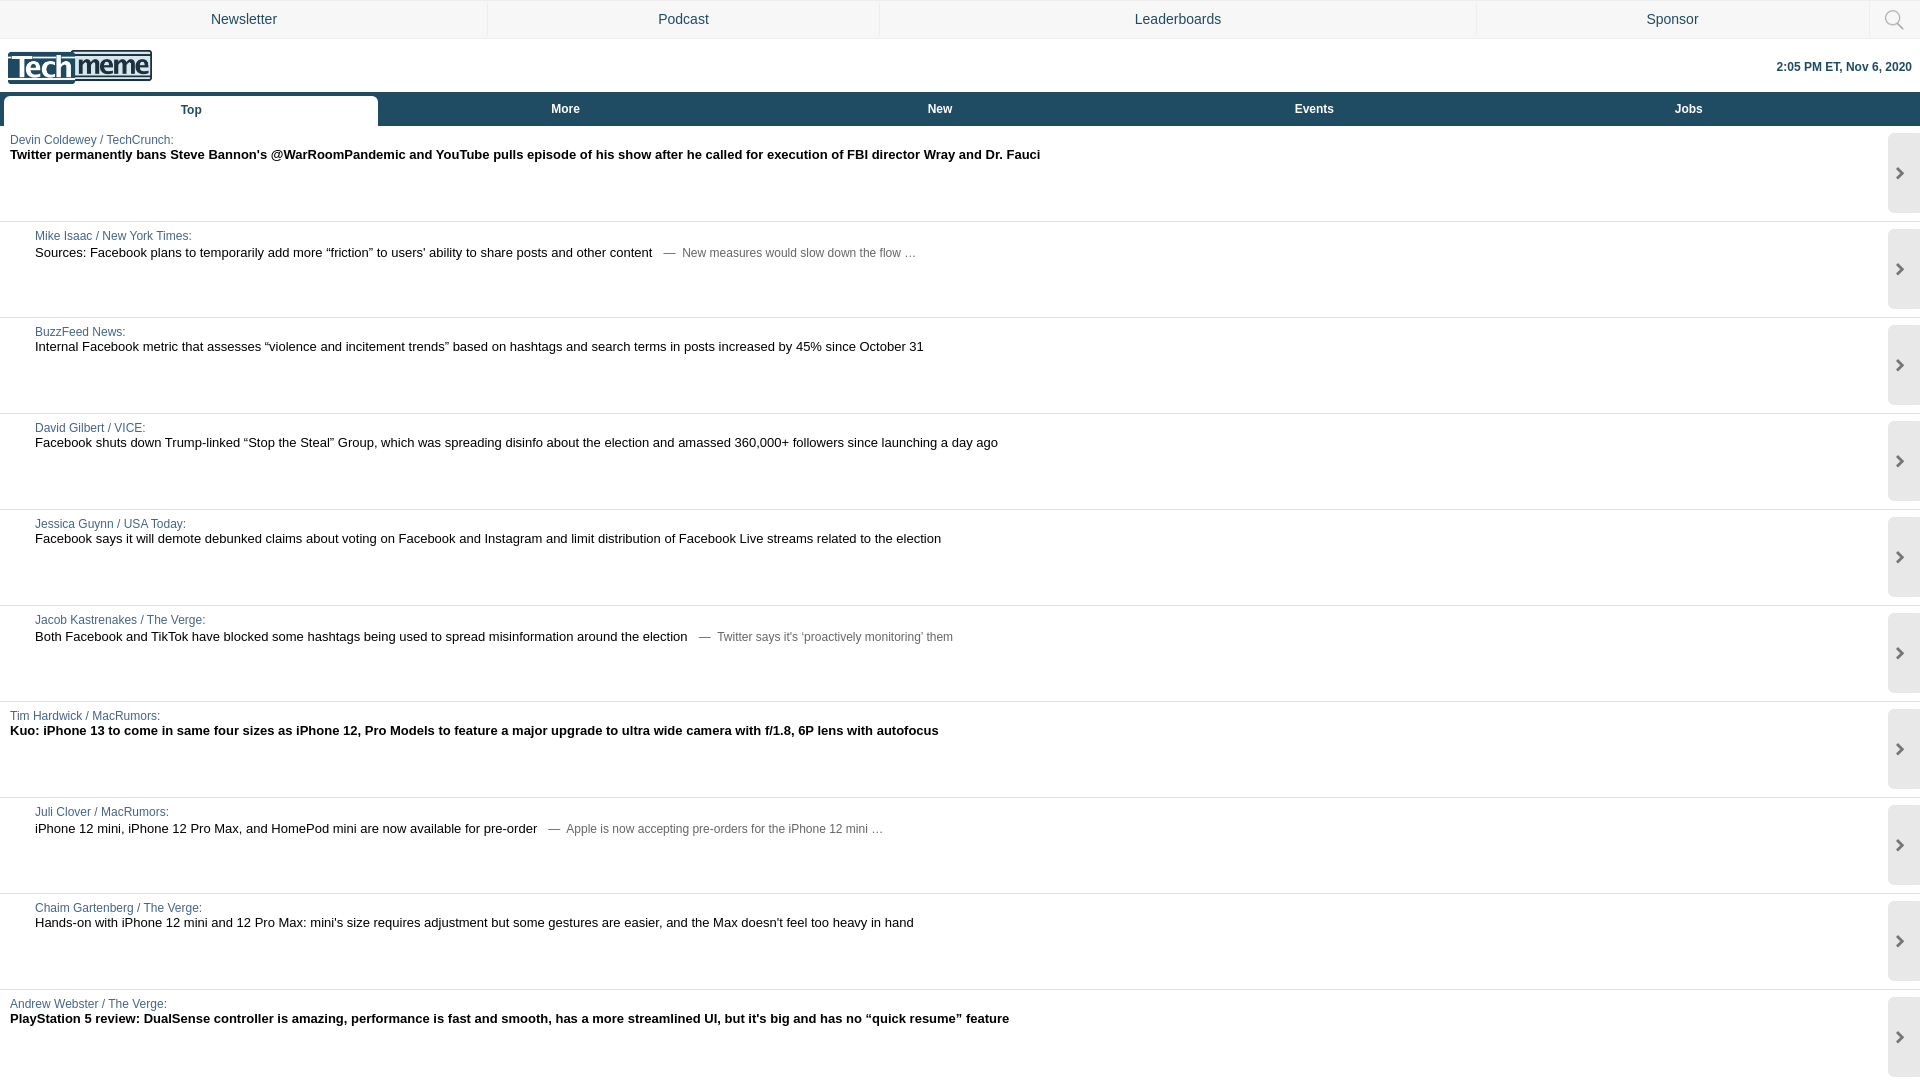 Newsletter
Podcast
Leaderboards
Sponsor
Techmeme
2:05 PM ET, Nov 6, 2020
Top
More
New
Events
Jobs
Devin Coldewey / TechCrunch:
Twitter permanently bans Steve Bannon's @WarRoomPandemic and YouTube pulls episode of his show after he called for execution of FBI director Wray and Dr. Fauci
Mike Isaac / New York Times:
Sources: Facebook plans to temporarily add more “friction” to users' ability to share posts and other content — New measures would slow down the flow …
BuzzFeed News:
Internal Facebook metric that assesses “violence and incitement trends” based on hashtags and search terms in posts increased by 45% since October 31
David Gilbert / VICE:
Facebook shuts down Trump-linked “Stop the Steal” Group, which was spreading disinfo about the election and amassed 360,000+ followers since launching a day ago
Jessica Guynn / USA Today:
Facebook says it will demote debunked claims about voting on Facebook and Instagram and limit distribution of Facebook Live streams related to the election
Jacob Kastrenakes / The Verge:
Both Facebook and TikTok have blocked some hashtags being used to spread misinformation around the election — Twitter says it's ‘proactively monitoring’ them
Tim Hardwick / MacRumors:
Kuo: iPhone 13 to come in same four sizes as iPhone 12, Pro Models to feature a major upgrade to ultra wide camera with f/1.8, 6P lens with autofocus
Juli Clover / MacRumors:
iPhone 12 mini, iPhone 12 Pro Max, and HomePod mini are now available for pre-order — Apple is now accepting pre-orders for the iPhone 12 mini …
Chaim Gartenberg / The Verge:
Hands-on with iPhone 12 mini and 12 Pro Max: mini's size requires adjustment but some gestures are easier, and the Max doesn't feel too heavy in hand
Andrew Webster / The Verge:
PlayStation 5 review: DualSense controller is amazing, performance is fast and smooth, has a more streamlined UI, but it's big and has no “quick resume” feature